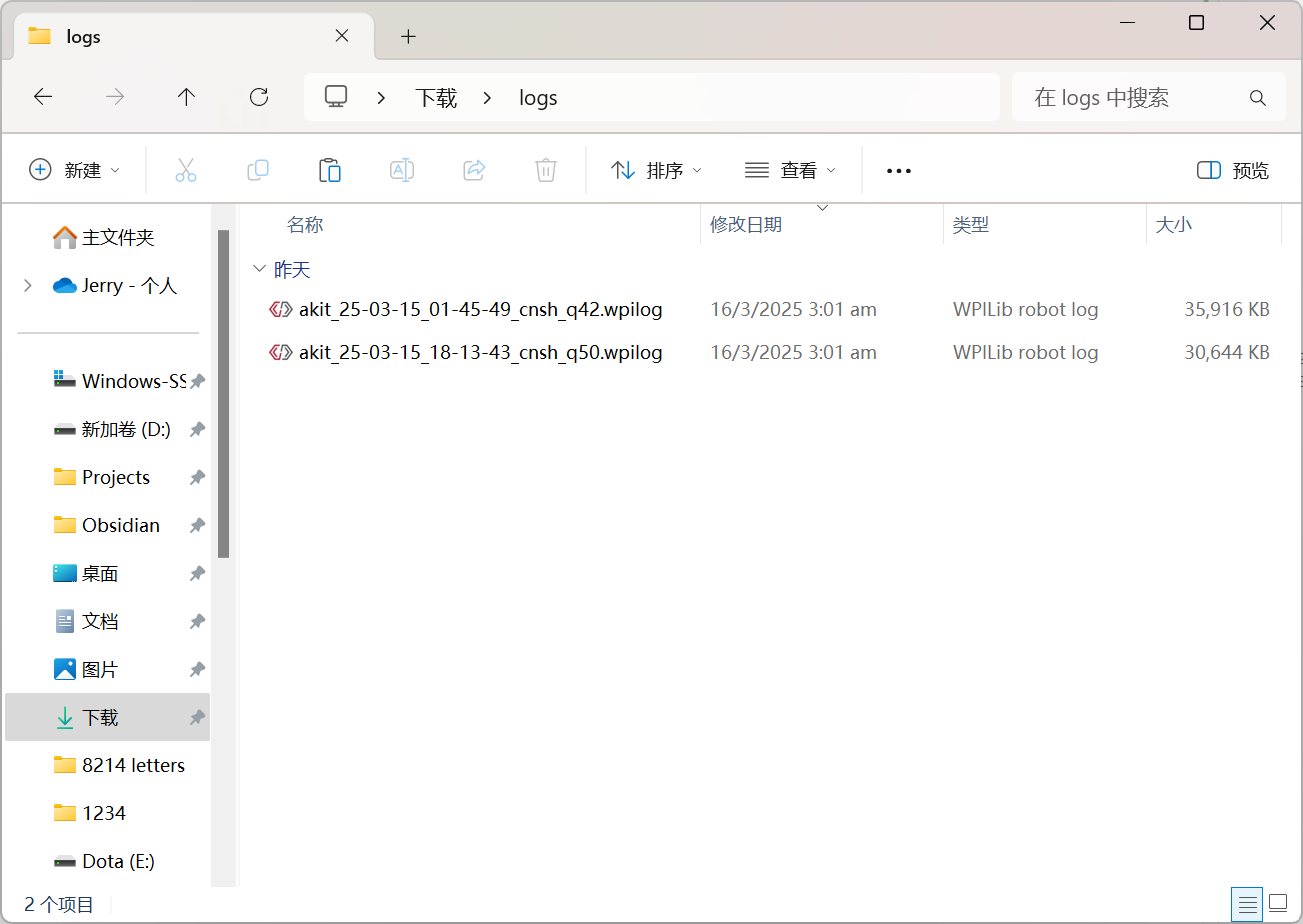 logs
下载 logs
在 logs 中搜索
新建 排序 查看 预览
主文件夹
Jerry - 个人
Windows-SS
新加卷 (D:)
Projects
Obsidian
桌面
文档
图片
下载
8214 letters
1234
Dota (E:)
名称 修改日期 类型 大小
昨天
akit_25-03-15_01-45-49_cnsh_q42.wpilog 16/3/2025 3:01 am WPILib robot log 35,916 KB
akit_25-03-15_18-13-43_cnsh_q50.wpilog 16/3/2025 3:01 am WPILib robot log 30,644 KB
2 个项目